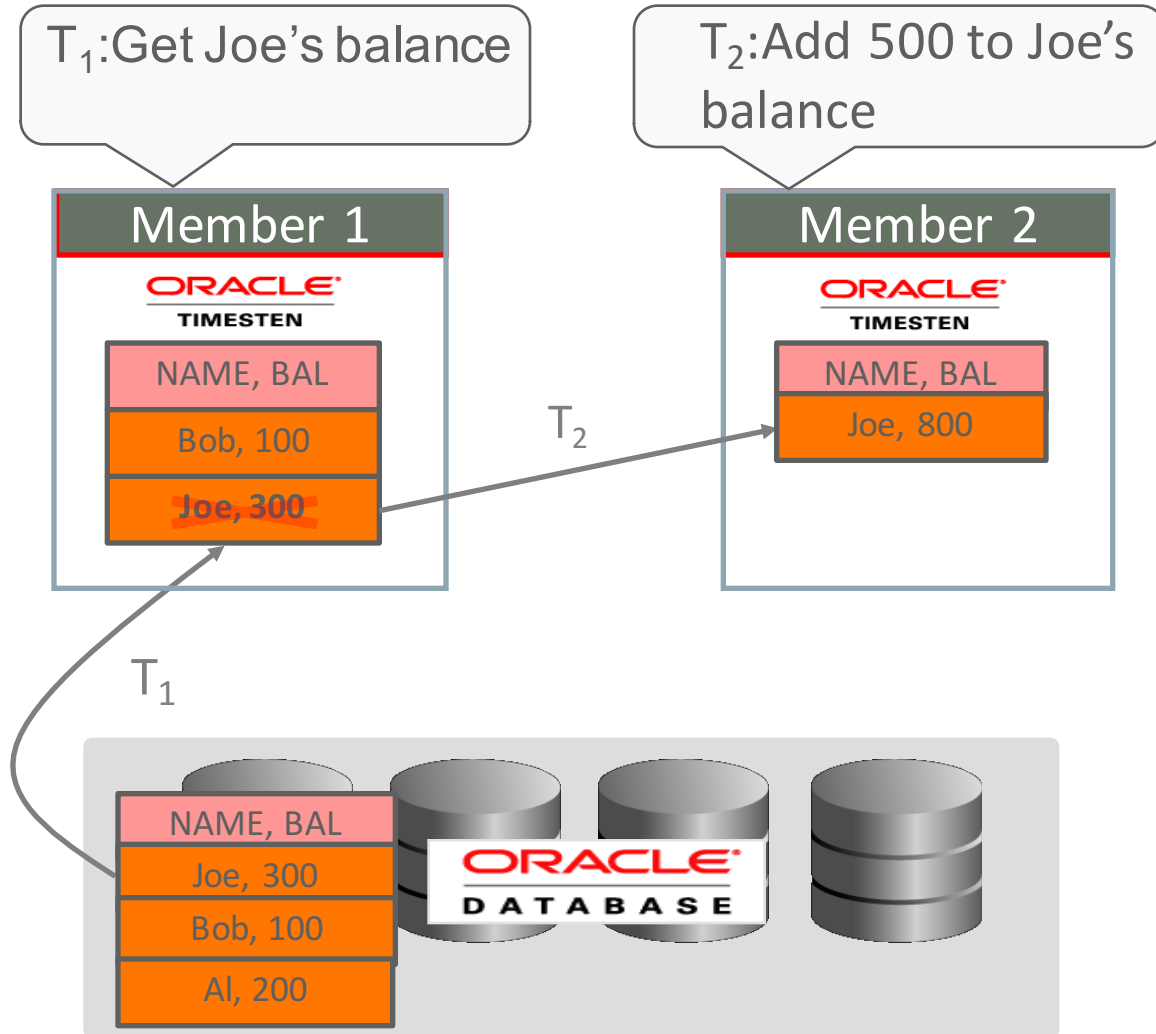 T₁:Get Joe's balance
T₂:Add 500 to Joe's
balance
Member 1
ORACLE®
TIMESTEN
NAME, BAL
Bob, 100
Joe, 300
Member 2
ORACLE®
TIMESTEN
NAME, BAL
Joe, 800
T₂
T₁
NAME, BAL
Joe, 300
Bob, 100
Al, 200
ORACLE®
DATABASE